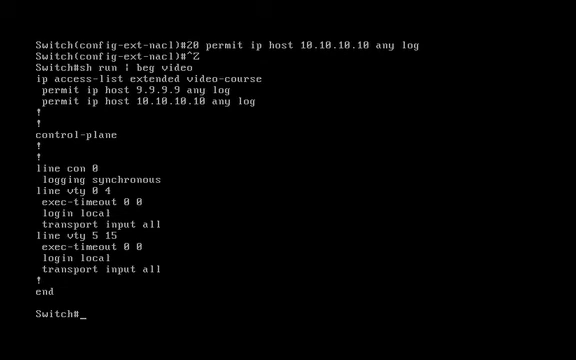 Switch(config-ext-nacl)#20 permit ip host 10.10.10.10 any log
Switch(config-ext-nacl)#^Z
Switch#sh run | beg video
ip access-list extended video-course
 permit ip host 9.9.9.9 any log
 permit ip host 10.10.10.10 any log
!
!
control-plane
!
!
line con 0
 logging synchronous
line vty 0 4
 exec-timeout 0 0
 login local
 transport input all
line vty 5 15
 exec-timeout 0 0
 login local
 transport input all
!
end
Switch#_